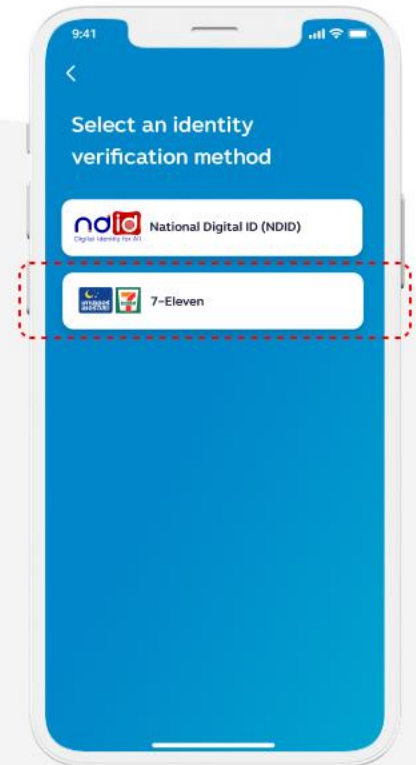 9:41
Select an identity
verification method
ndid
Digital Identity for All
National Digital ID (NDID)
7-Eleven